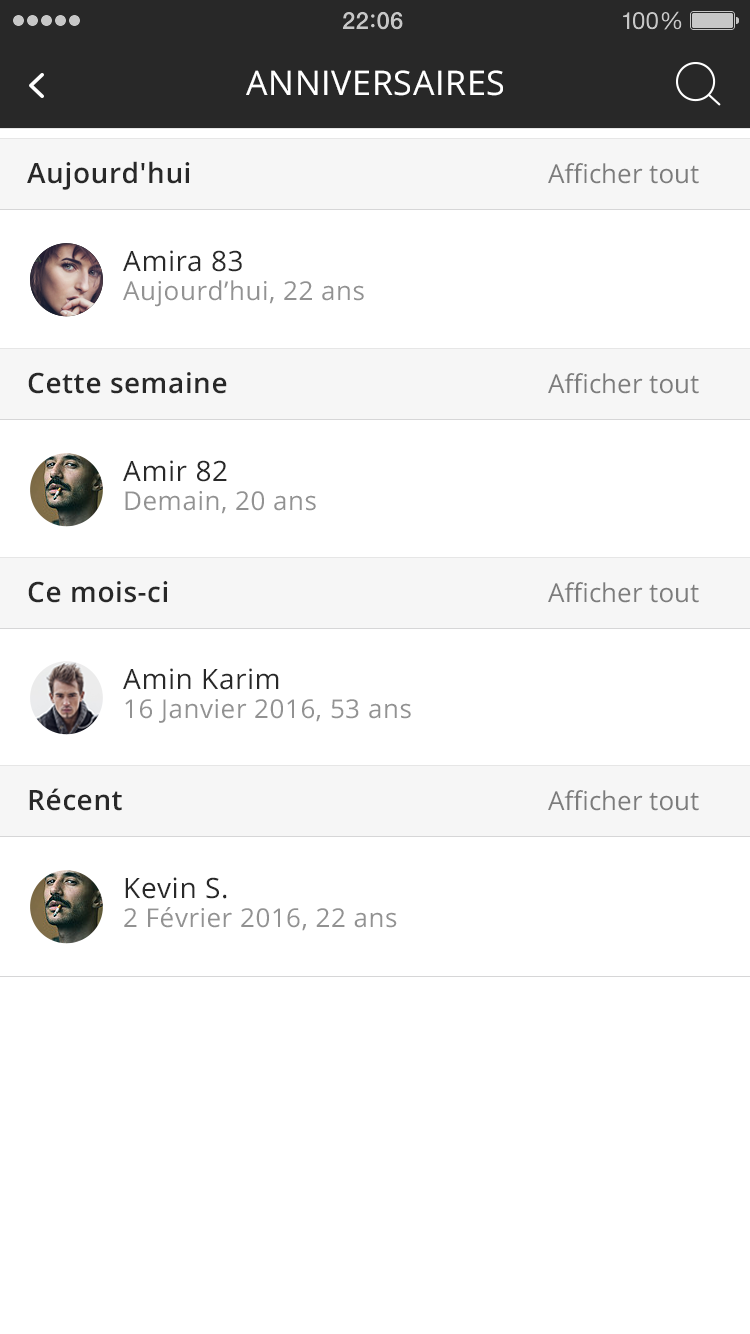 22:06 100%
ANNIVERSAIRES
Aujourd'hui Afficher tout
Amira 83
Aujourd’hui, 22 ans
Cette semaine Afficher tout
Amir 82
Demain, 20 ans
Ce mois-ci Afficher tout
Amin Karim
16 Janvier 2016, 53 ans
Récent Afficher tout
Kevin S.
2 Février 2016, 22 ans